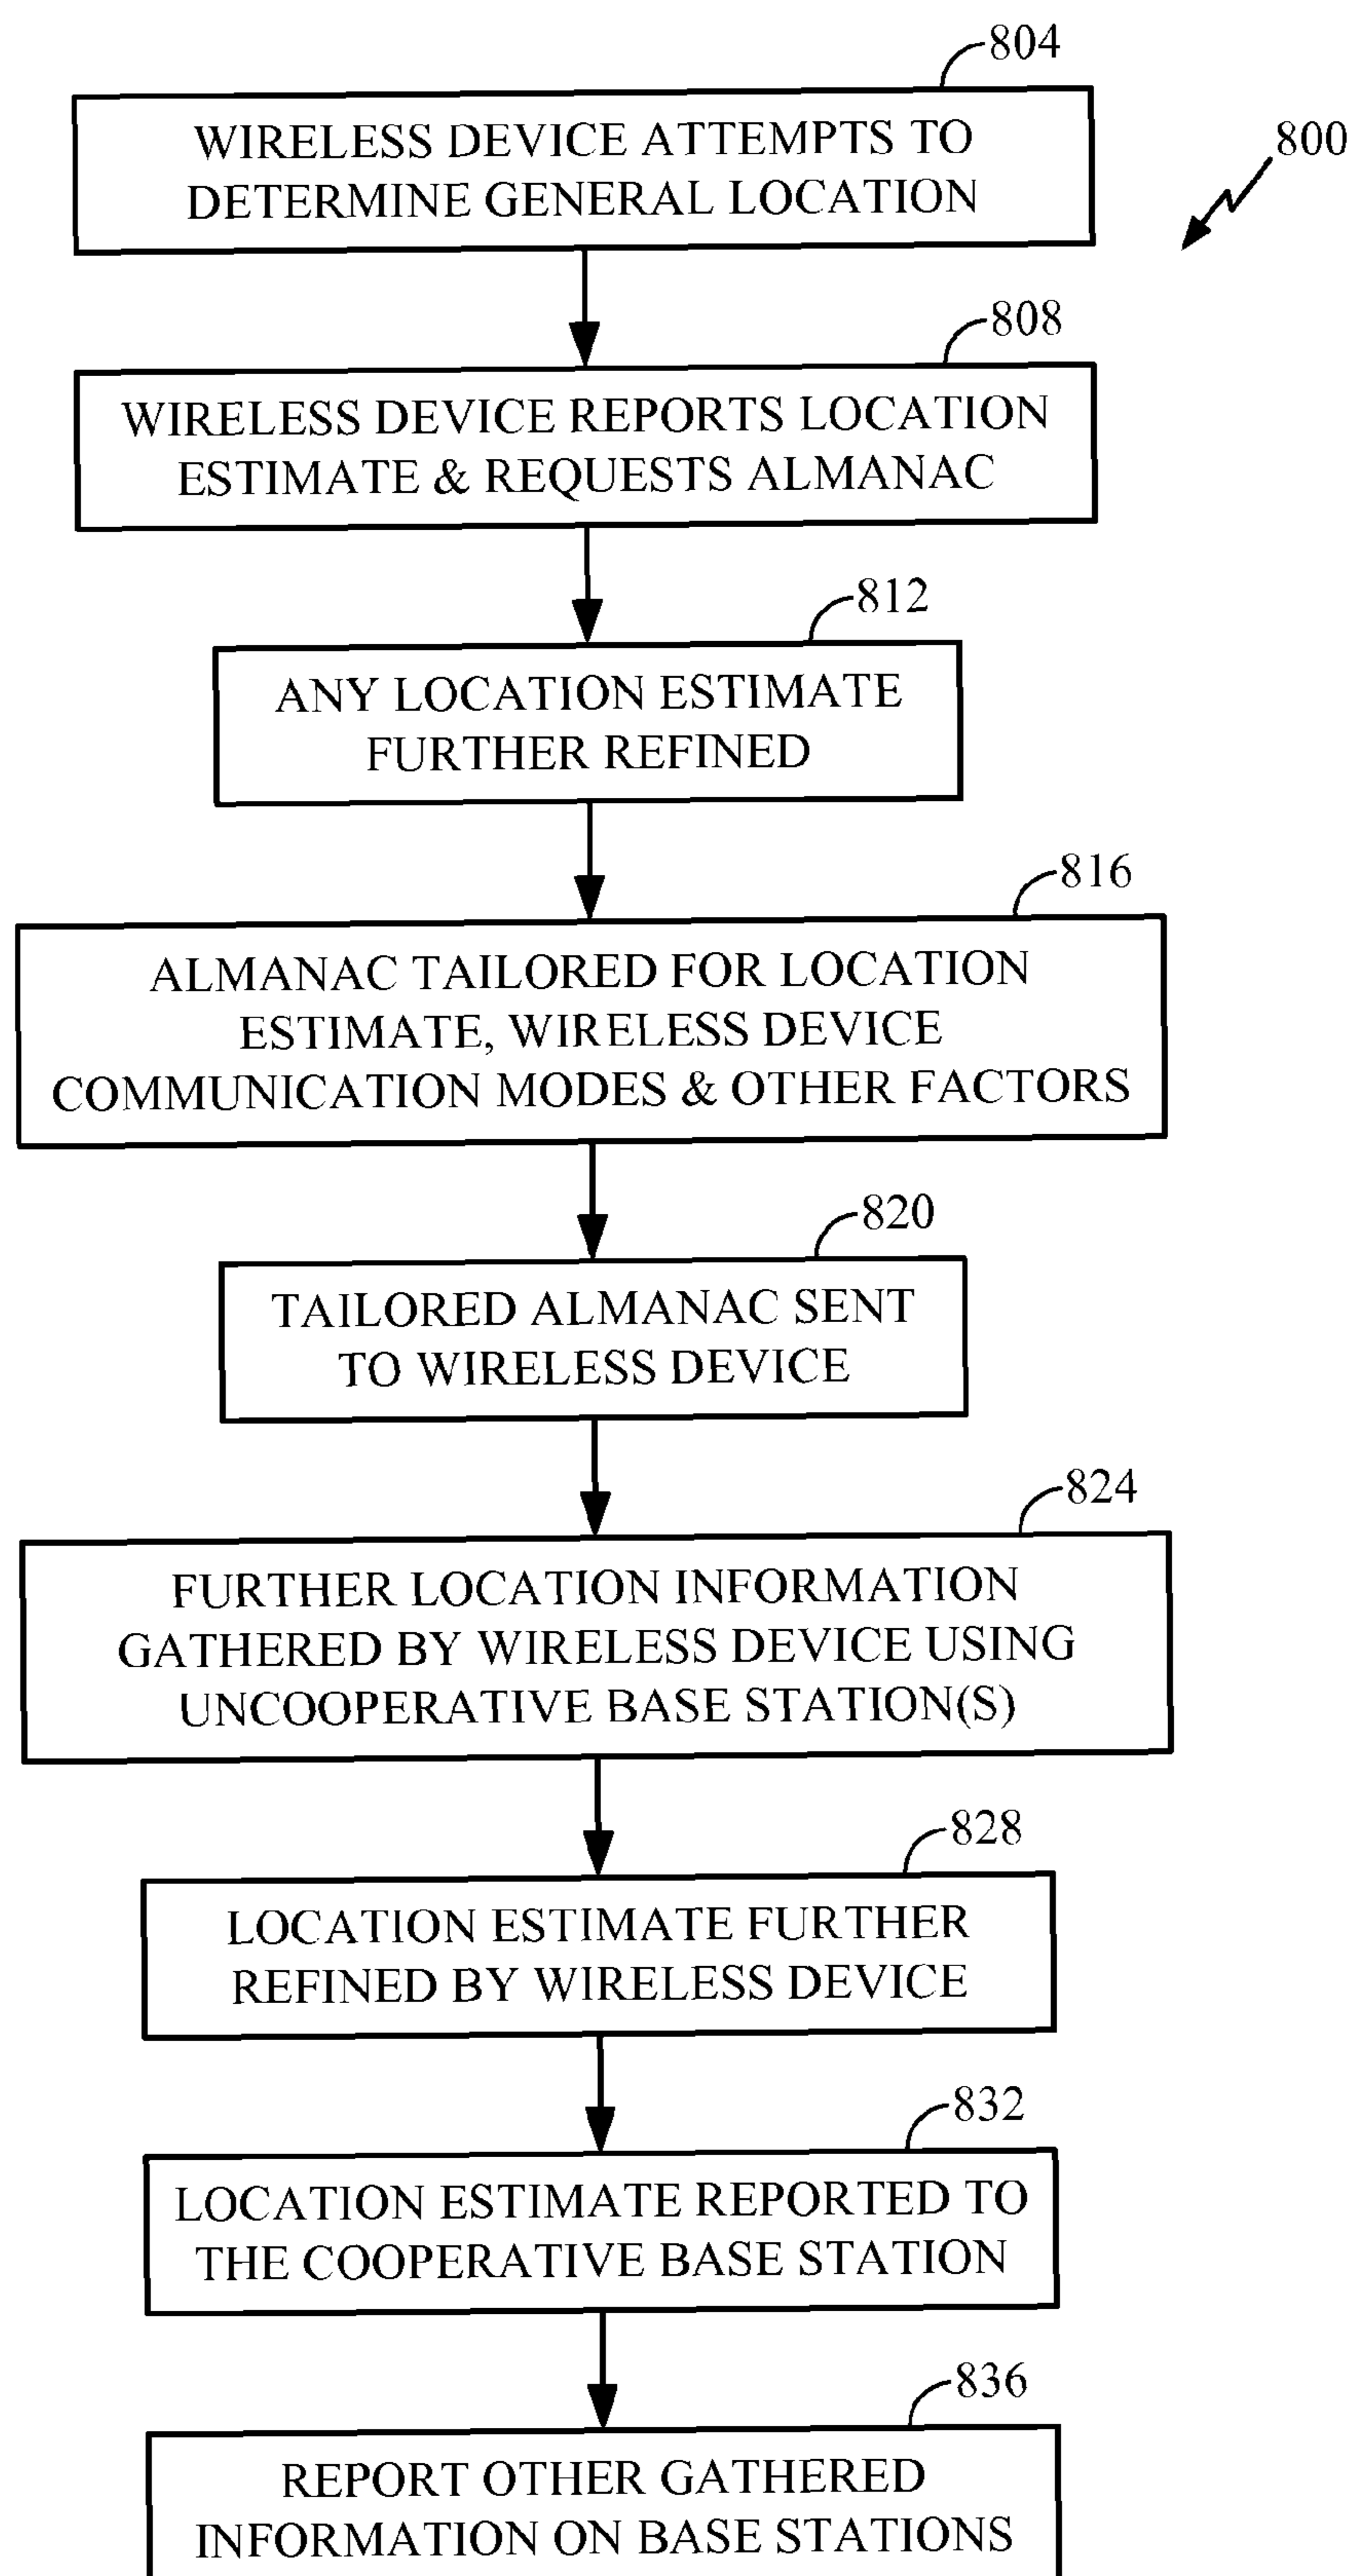 804
800
WIRELESS DEVICE ATTEMPTS TO
DETERMINE GENERAL LOCATION
808
WIRELESS DEVICE REPORTS LOCATION
ESTIMATE & REQUESTS ALMANAC
812
ANY LOCATION ESTIMATE
FURTHER REFINED
816
ALMANAC TAILORED FOR LOCATION
ESTIMATE, WIRELESS DEVICE
COMMUNICATION MODES & OTHER FACTORS
820
TAILORED ALMANAC SENT
TO WIRELESS DEVICE
824
FURTHER LOCATION INFORMATION
GATHERED BY WIRELESS DEVICE USING
UNCOOPERATIVE BASE STATION(S)
828
LOCATION ESTIMATE FURTHER
REFINED BY WIRELESS DEVICE
832
LOCATION ESTIMATE REPORTED TO
THE COOPERATIVE BASE STATION
836
REPORT OTHER GATHERED
INFORMATION ON BASE STATIONS